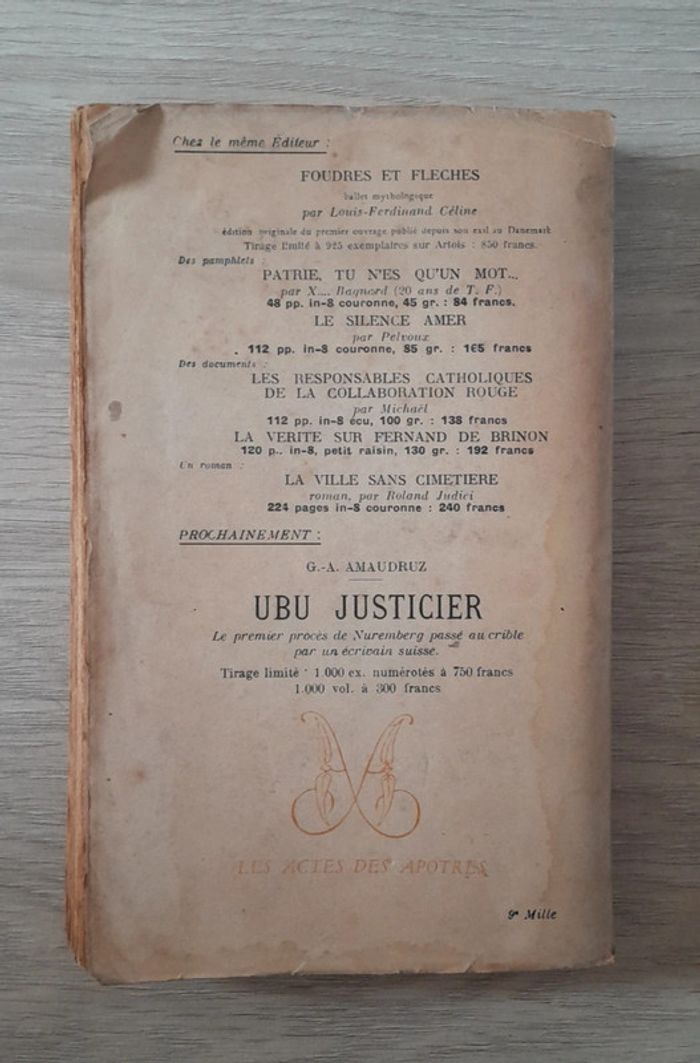 Chez le même Éditeur :
FOUDRES ET FLECHES
ballet mythologique
par Louis-Ferdinand Céline
édition originale du premier ouvrage publié depuis son exil au Danemark
Tirage limité à 925 exemplaires sur Artois : 850 francs.
Des pamphlets :
PATRIE, TU N'ES QU'UN MOT...
par X.... Bagnard (20 ans de T. F.)
48 pp. in-8 couronne, 45 gr. : 84 francs.
LE SILENCE AMER
par Pelvoux
112 pp. in-8 couronne, 85 gr. : 165 francs
Des documents :
LES RESPONSABLES CATHOLIQUES
DE LA COLLABORATION ROUGE
par Michaël
112 pp. in-8 écu, 100 gr. : 138 francs
LA VERITE SUR FERNAND DE BRINON
120 p.. in-8, petit raisin, 130 gr. : 192 francs
Un roman :
LA VILLE SANS CIMETIERE
roman, par Roland Judici
224 pages in-8 couronne : 240 francs
PROCHAINEMENT :
G.-A. AMAUDRUZ
UBU JUSTICIER
Le premier procès de Nuremberg passé au crible
par un écrivain suisse.
Tirage limité : 1.000 ex. numérotés à 750 francs
1.000 vol. à 300 francs
LES ACTES DES APOTRES
9e Mille